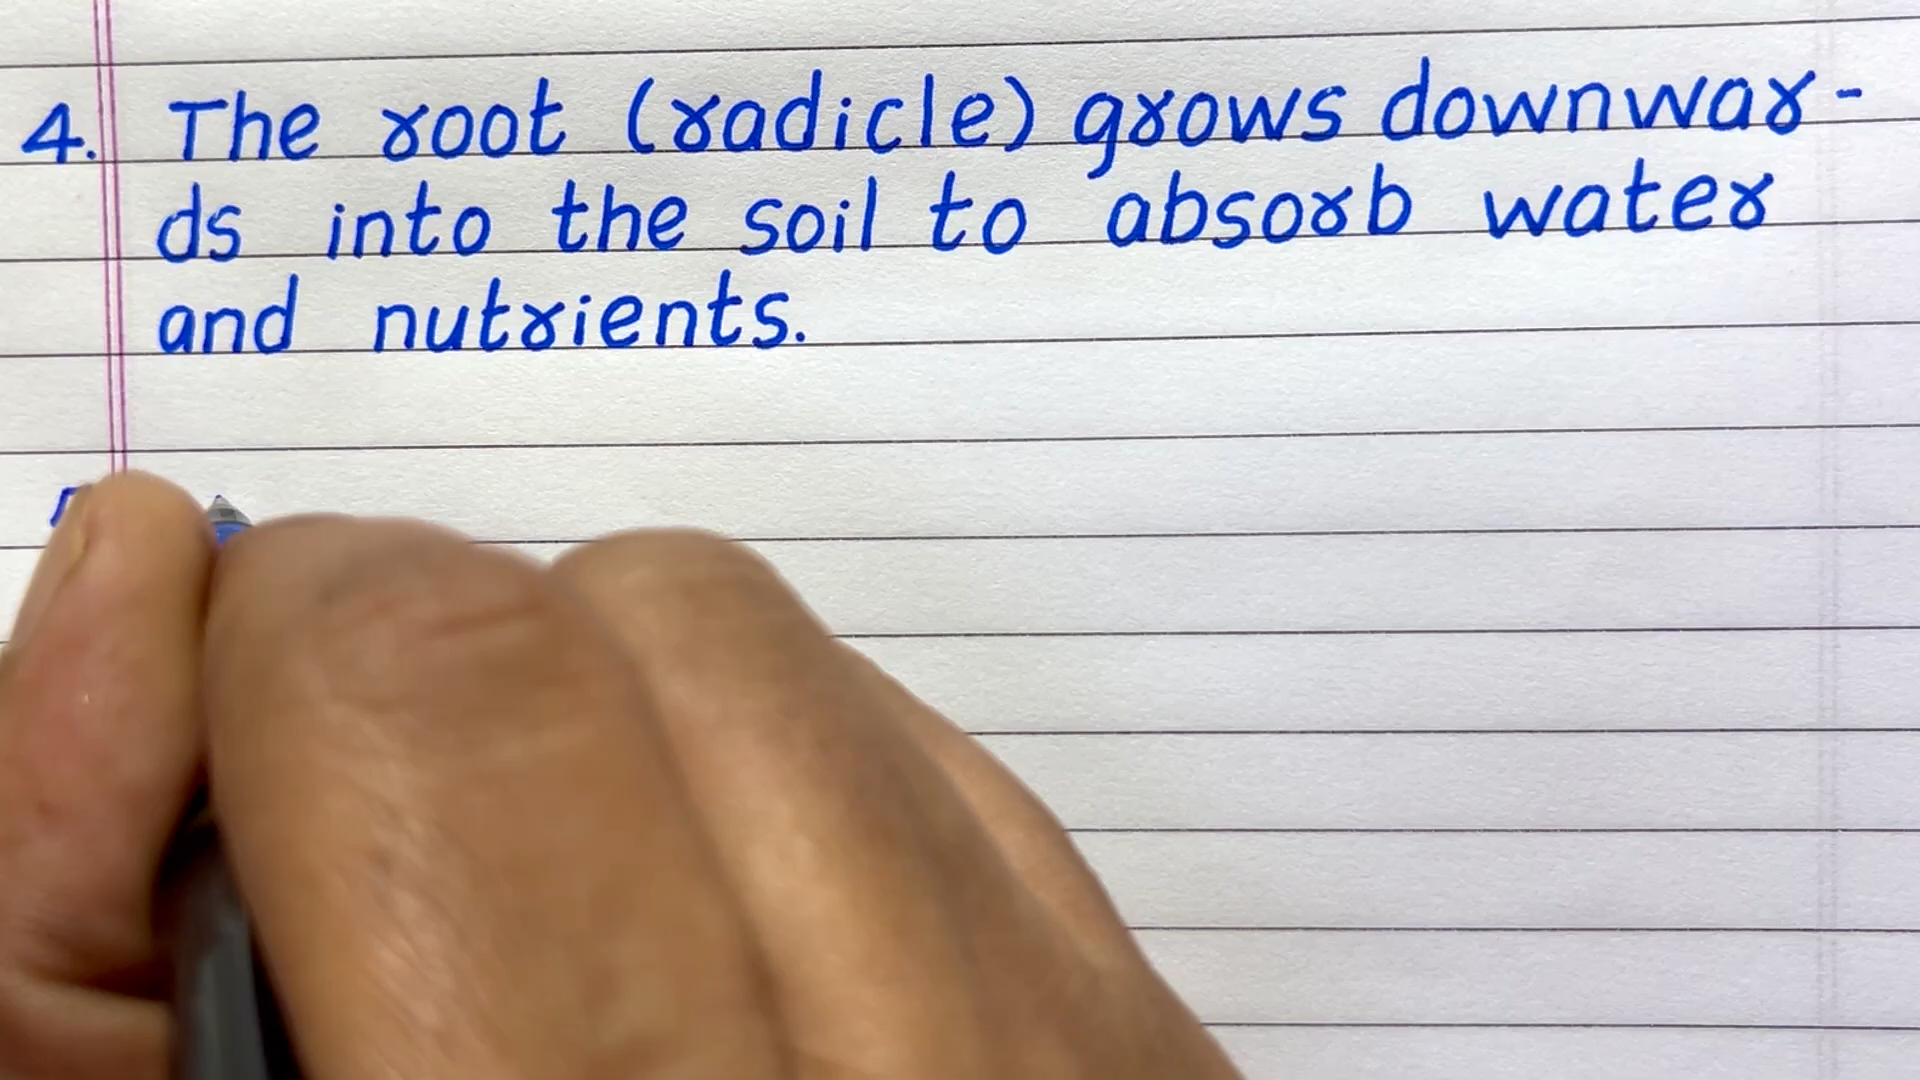 4. The root (radicle) grows downwar-
ds into the soil to absorb water
and nutrients.